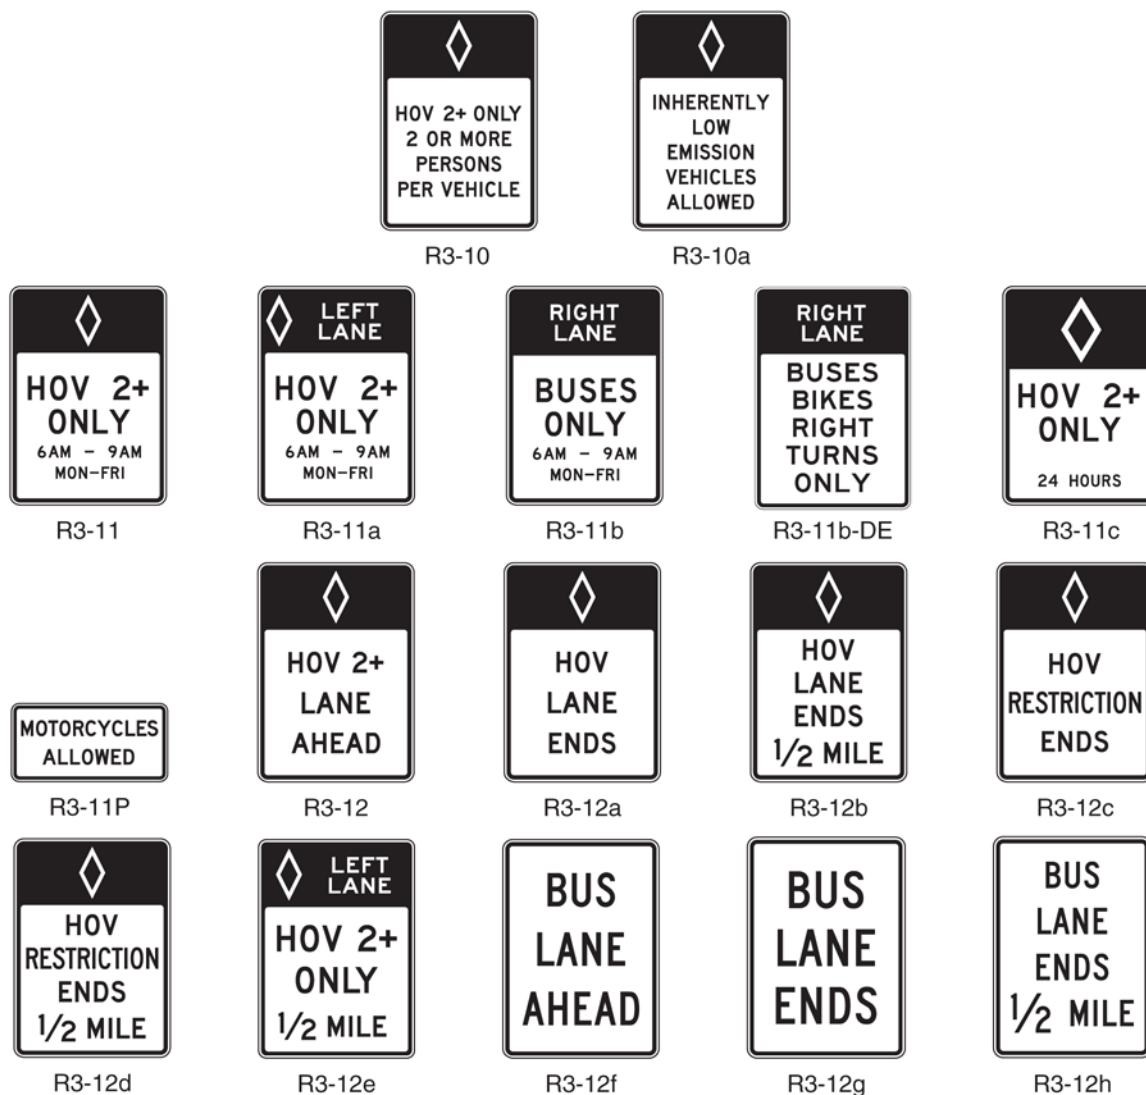 HOV 2+ ONLY
2 OR MORE
PERSONS
PER VEHICLE
R3-10
INHERENTLY
LOW
EMISSION
VEHICLES
ALLOWED
R3-10a
HOV 2+
ONLY
6AM – 9AM
MON–FRI
R3-11
LEFT
LANE
HOV 2+
ONLY
6AM – 9AM
MON–FRI
R3-11a
RIGHT
LANE
BUSES
ONLY
6AM – 9AM
MON–FRI
R3-11b
RIGHT
LANE
BUSES
BIKES
RIGHT
TURNS
ONLY
R3-11b-DE
HOV 2+
ONLY
24 HOURS
R3-11c
MOTORCYCLES
ALLOWED
R3-11P
HOV 2+
LANE
AHEAD
R3-12
HOV
LANE
ENDS
R3-12a
HOV
LANE
ENDS
1/2 MILE
R3-12b
HOV
RESTRICTION
ENDS
R3-12c
HOV
RESTRICTION
ENDS
1/2 MILE
R3-12d
LEFT
LANE
HOV 2+
ONLY
1/2 MILE
R3-12e
BUS
LANE
AHEAD
R3-12f
BUS
LANE
ENDS
R3-12g
BUS
LANE
ENDS
1/2 MILE
R3-12h